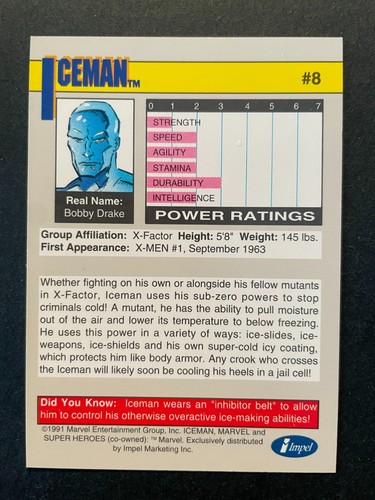 ICEMAN™
#8
0 1 2 3 4 5 6 7
STRENGTH
SPEED
AGILITY
STAMINA
DURABILITY
INTELLIGENCE
POWER RATINGS
Real Name:
Bobby Drake
Group Affiliation: X-Factor Height: 5'8" Weight: 145 lbs.
First Appearance: X-MEN #1, September 1963
Whether fighting on his own or alongside his fellow mutants
in X-Factor, Iceman uses his sub-zero powers to stop
criminals cold! A mutant, he has the ability to pull moisture
out of the air and lower its temperature to below freezing.
He uses this power in a variety of ways: ice-slides, ice-
weapons, ice-shields and his own super-cold icy coating,
which protects him like body armor. Any crook who crosses
the Iceman will likely soon be cooling his heels in a jail cell!
Did You Know: Iceman wears an "inhibitor belt" to allow
him to control his otherwise overactive ice-making abilities!
©1991 Marvel Entertainment Group, Inc. ICEMAN, MARVEL and
SUPER HEROES (co-owned): ™ Marvel. Exclusively distributed
by Impel Marketing Inc.
Impel